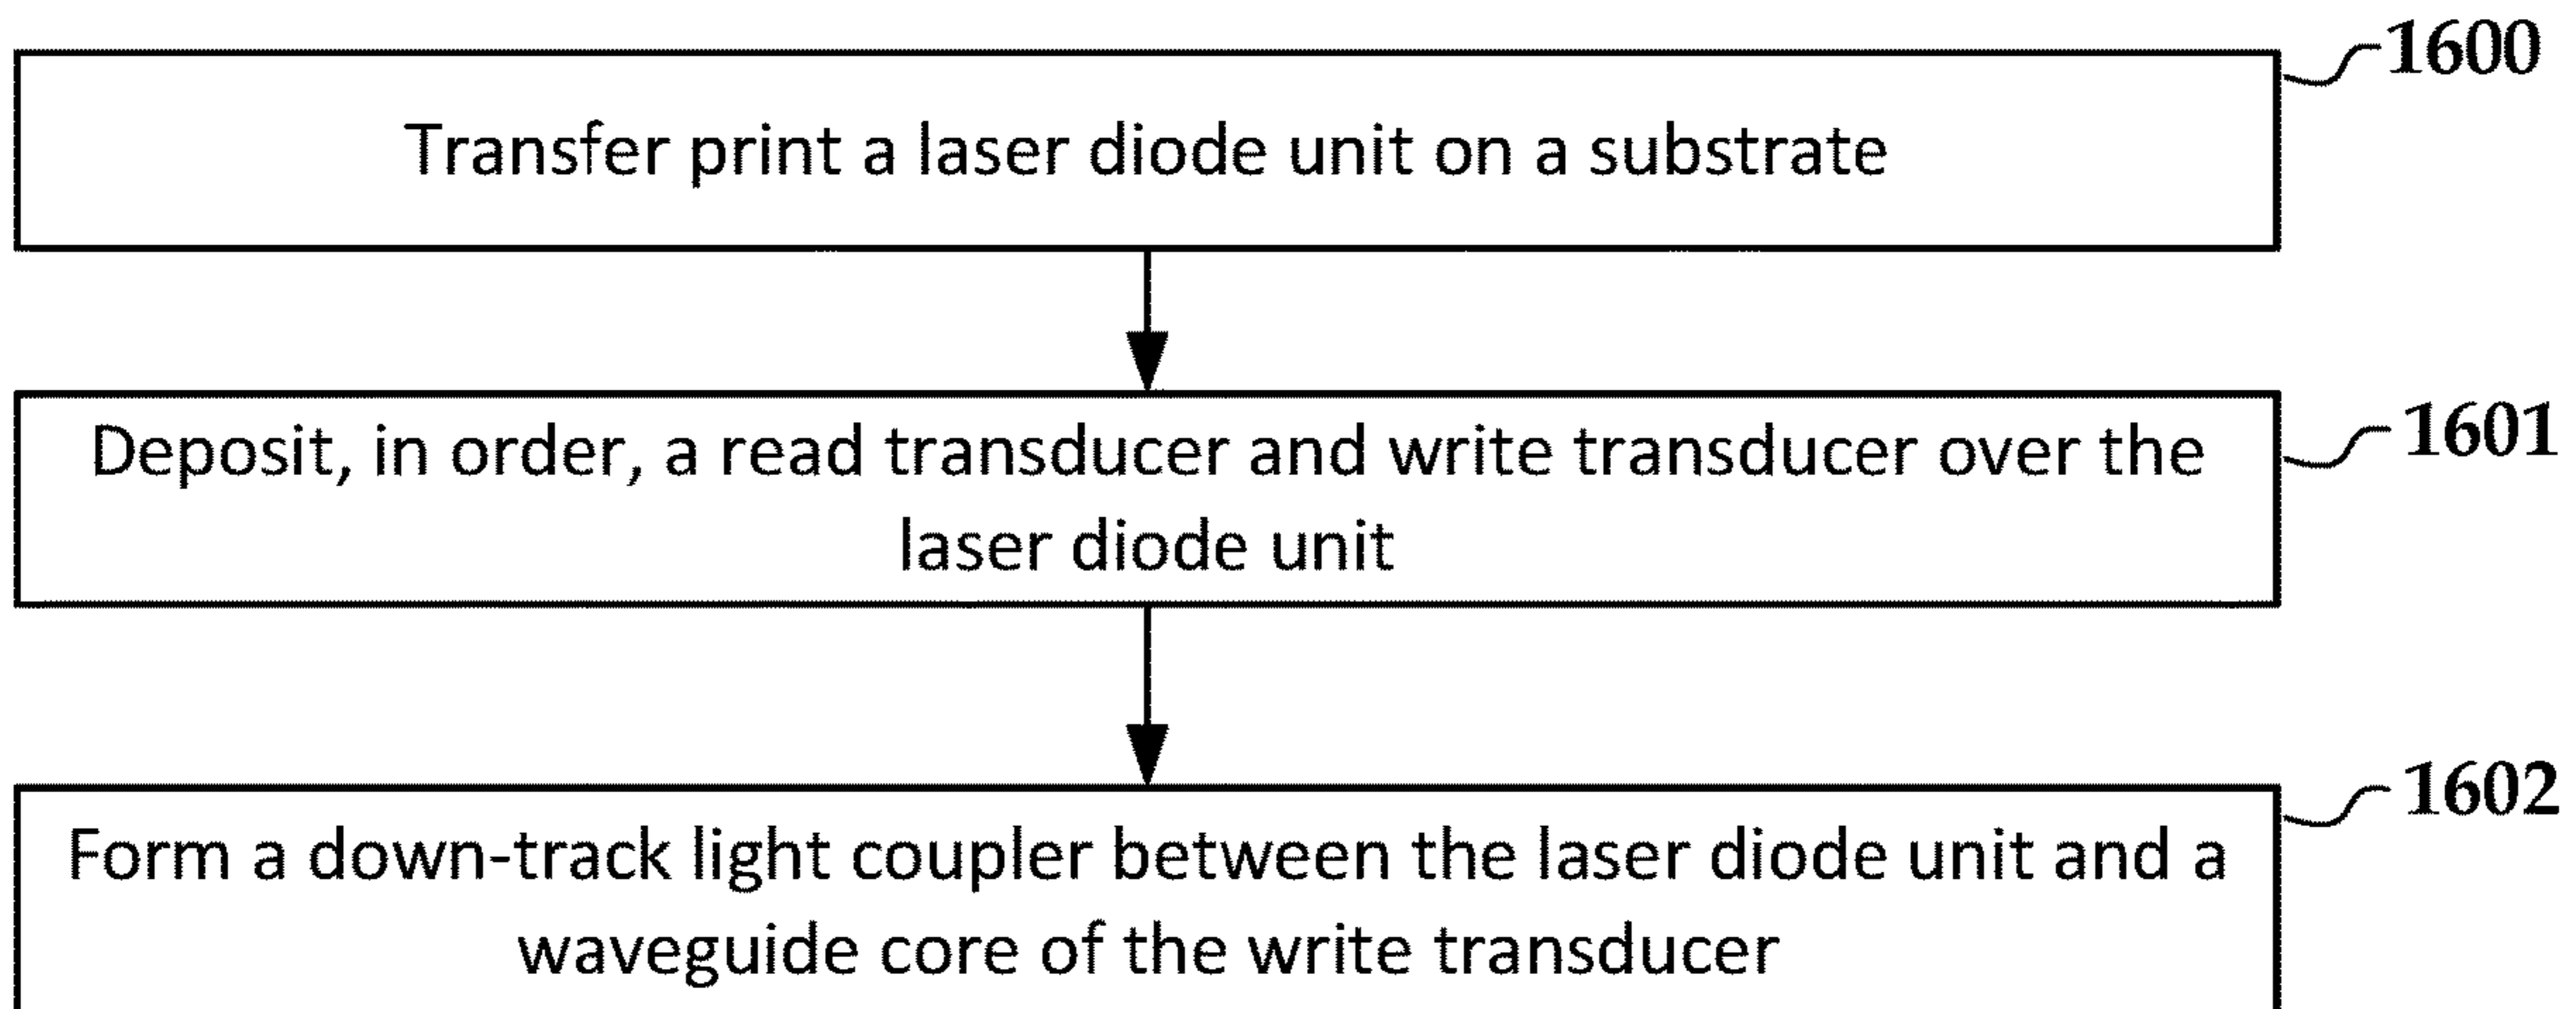 1600
Transfer print a laser diode unit on a substrate
1601
Deposit, in order, a read transducer and write transducer over the
laser diode unit
1602
Form a down-track light coupler between the laser diode unit and a
waveguide core of the write transducer